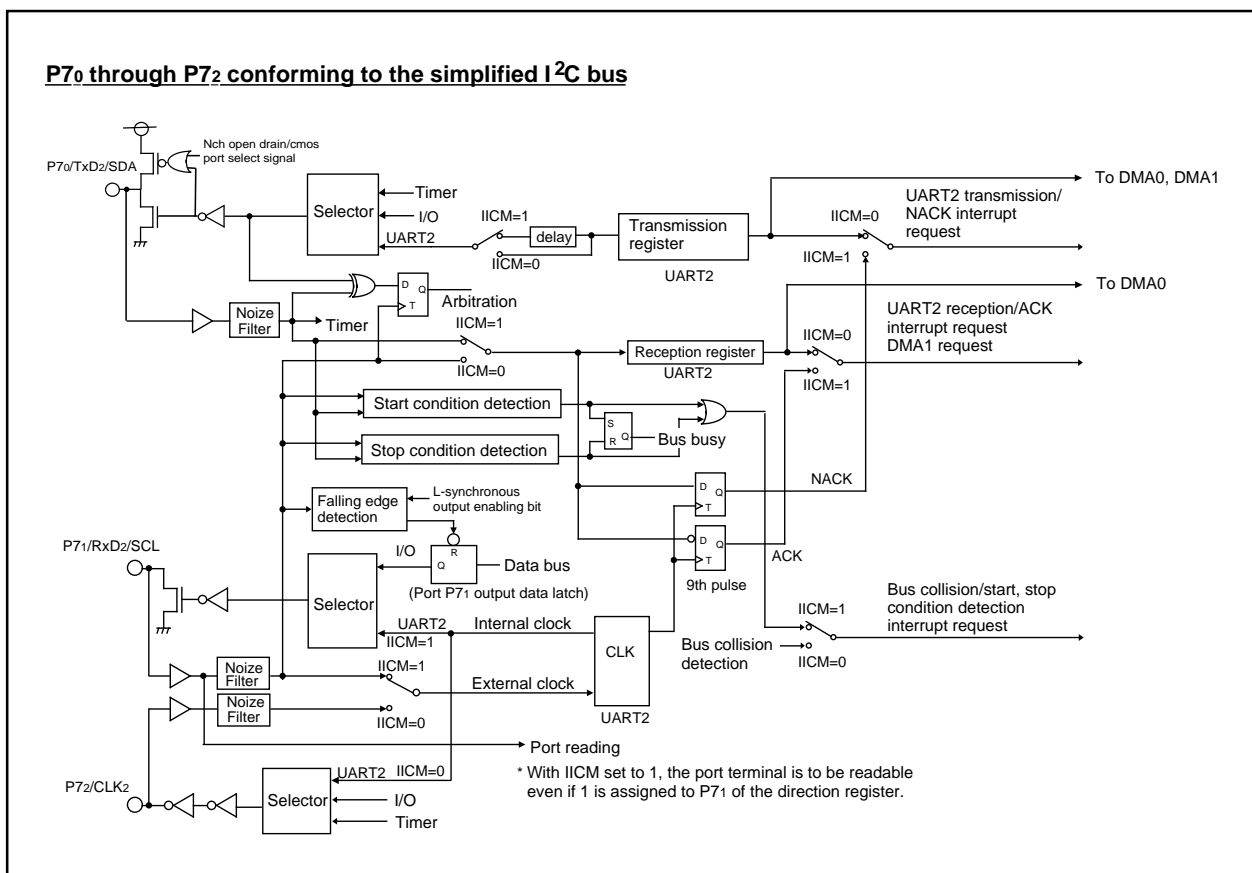 P70 through P72 conforming to the simplified I2C bus
Nch open drain/cmos
port select signal
P70/TxD2/SDA
Selector
Timer
I/O
UART2
IICM=1
delay
IICM=0
Transmission
register
UART2
To DMA0, DMA1
UART2 transmission/
NACK interrupt
request
IICM=0
IICM=1
To DMA0
D
Q
T
Arbitration
Noize
Filter
Timer
IICM=1
IICM=0
Reception register
UART2
UART2 reception/ACK
interrupt request
DMA1 request
IICM=0
IICM=1
Start condition detection
S
R
Q
Bus busy
Stop condition detection
NACK
D
Q
T
Falling edge
detection
L-synchronous
output enabling bit
D
Q
T
ACK
9th pulse
P71/RxD2/SCL
Selector
I/O
R
Q
Data bus
(Port P71 output data latch)
UART2
IICM=1
Internal clock
CLK
UART2
Bus collision/start, stop
condition detection
interrupt request
IICM=1
Bus collision
detection
IICM=0
Noize
Filter
IICM=1
External clock
Noize
Filter
IICM=0
Port reading
* With IICM set to 1, the port terminal is to be readable
even if 1 is assigned to P71 of the direction register.
P72/CLK2
Selector
UART2
IICM=0
I/O
Timer